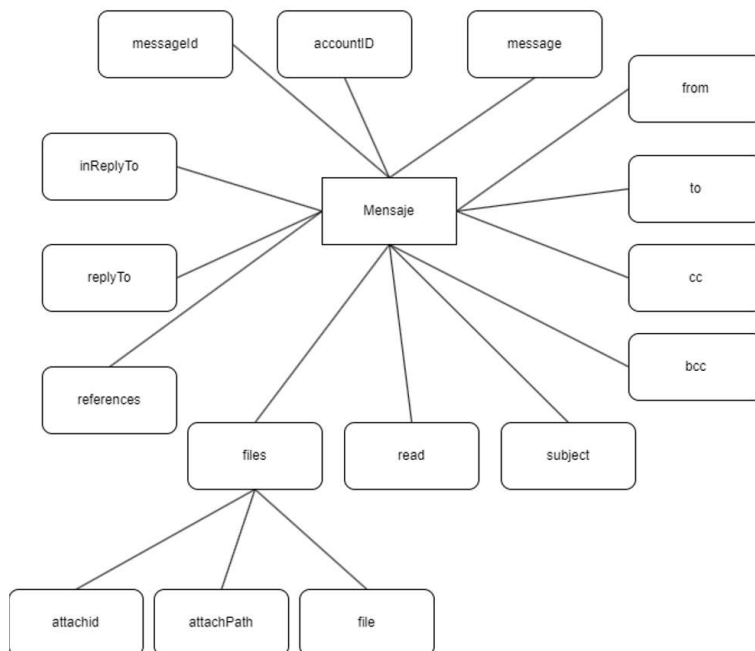 messageId
accountID
message
from
inReplyTo
to
Mensaje
replyTo
cc
bcc
references
files
read
subject
attachid
attachPath
file